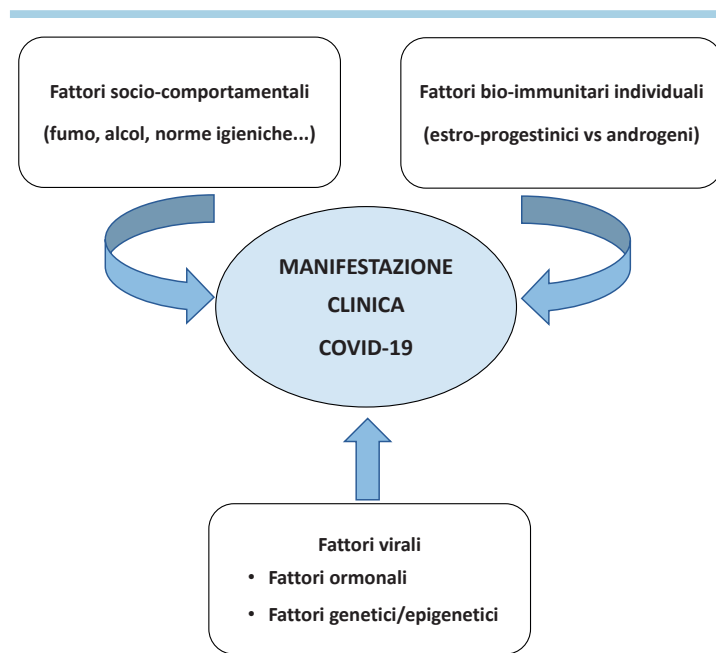 Fattori socio-comportamentali
(fumo, alcol, norme igieniche...)
Fattori bio-immunitari individuali
(estro-progestinici vs androgeni)
MANIFESTAZIONE
CLINICA
COVID-19
Fattori virali
• Fattori ormonali
• Fattori genetici/epigenetici